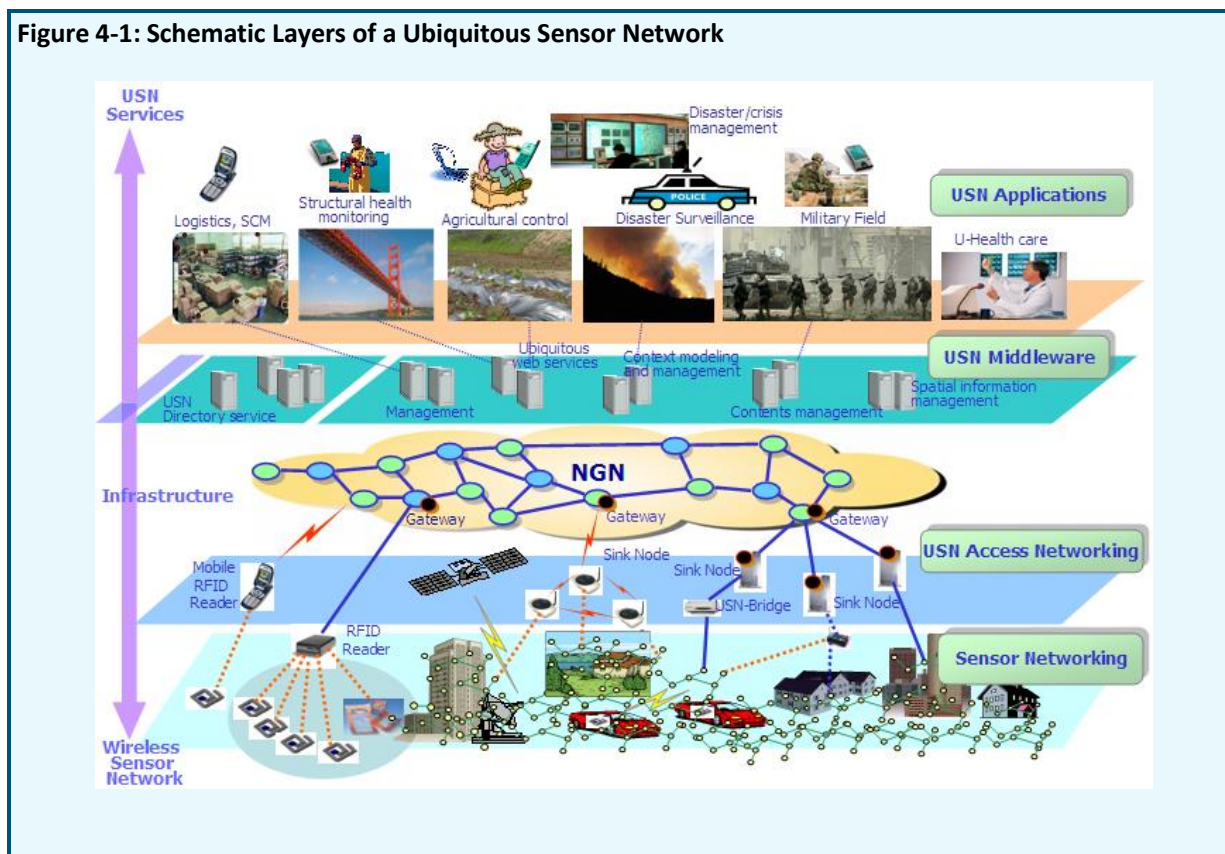 Figure 4-1: Schematic Layers of a Ubiquitous Sensor Network
USN
Services
Disaster/crisis
management
Structural health
monitoring
Logistics, SCM
Agricultural control
POLICE
Disaster Surveillance
Military Field
USN Applications
U-Health care
USN Middleware
Ubiquitous
web services
Context modeling
and management
Spatial information
management
USN
Directory service
Management
Contents management
NGN
Infrastructure
Gateway
Gateway
Gateway
USN Access Networking
Mobile
RFID
Reader
Sink Node
Sink Node
USN-Bridge
Sink Node
RFID
Reader
Sensor Networking
Wireless
Sensor
Network